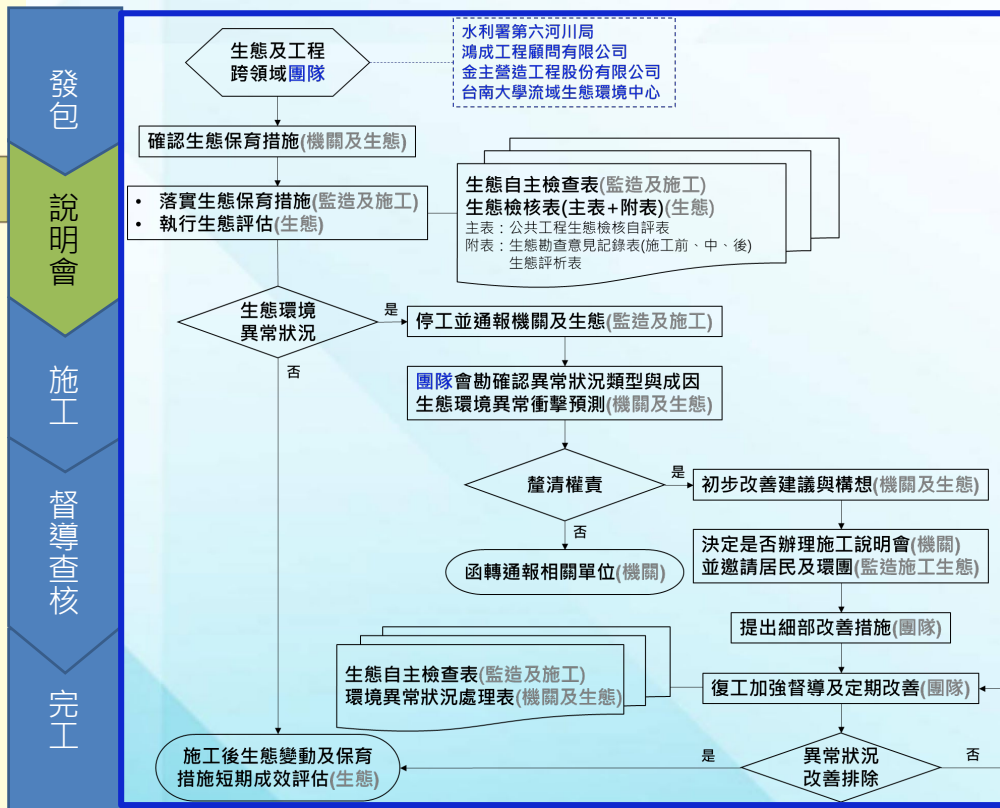 發包
說明會
施工
督導查核
完工
生態及工程
跨領域團隊
水利署第六河川局
鴻成工程顧問有限公司
金主營造工程股份有限公司
台南大學流域生態環境中心
確認生態保育措施(機關及生態)
• 落實生態保育措施(監造及施工)
• 執行生態評估(生態)
生態自主檢查表(監造及施工)
生態檢核表(主表+附表)(生態)
主表：公共工程生態檢核自評表
附表：生態勘查意見記錄表(施工前、中、後)
生態評析表
生態環境
異常狀況
是
停工並通報機關及生態(監造及施工)
否
團隊會勘確認異常狀況類型與成因
生態環境異常衝擊預測(機關及生態)
釐清權責
是
初步改善建議與構想(機關及生態)
否
函轉通報相關單位(機關)
決定是否辦理施工說明會(機關)
並邀請居民及環團(監造施工生態)
提出細部改善措施(團隊)
生態自主檢查表(監造及施工)
環境異常狀況處理表(機關及生態)
復工加強督導及定期改善(團隊)
異常狀況
改善排除
是
否
施工後生態變動及保育
措施短期成效評估(生態)